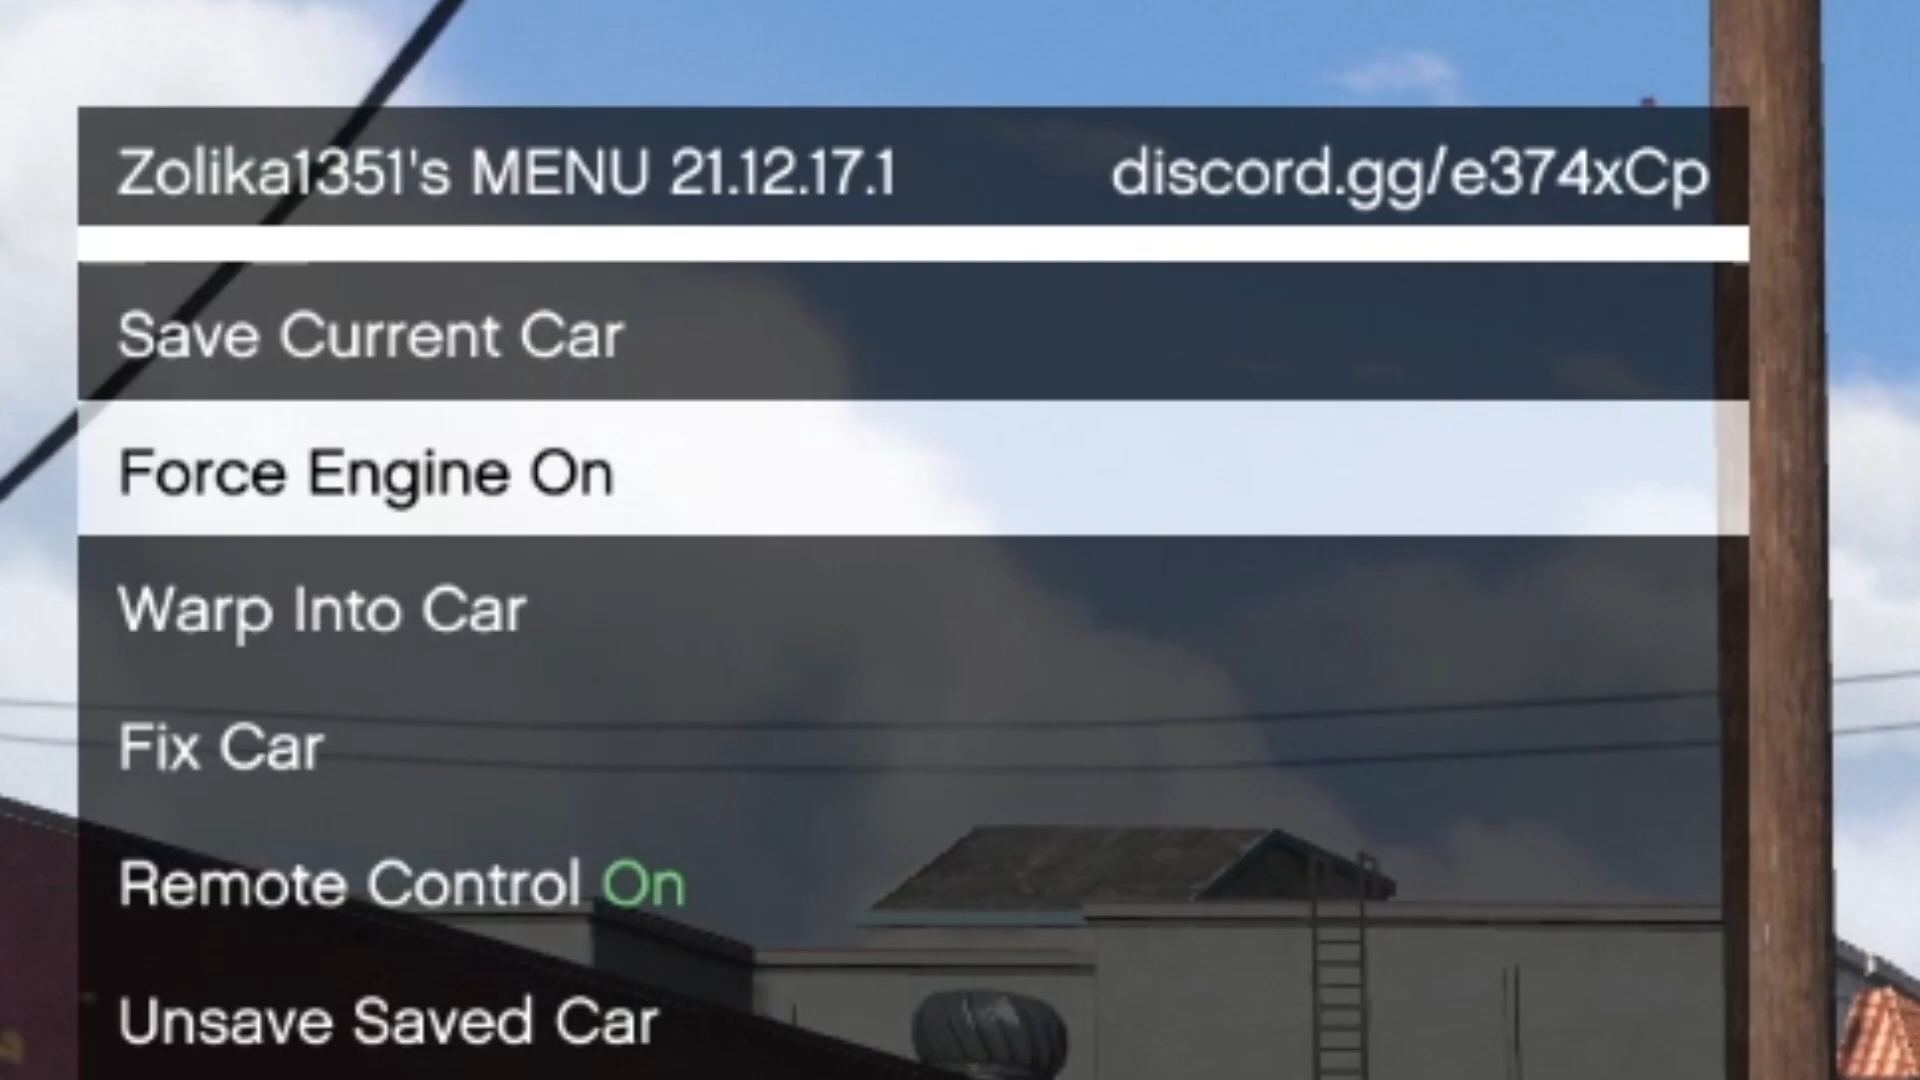 Zolika1351's MENU 21.12.17.1 discord.gg/e374xCp
Save Current Car
Force Engine On
Warp Into Car
Fix Car
Remote Control On
Unsave Saved Car